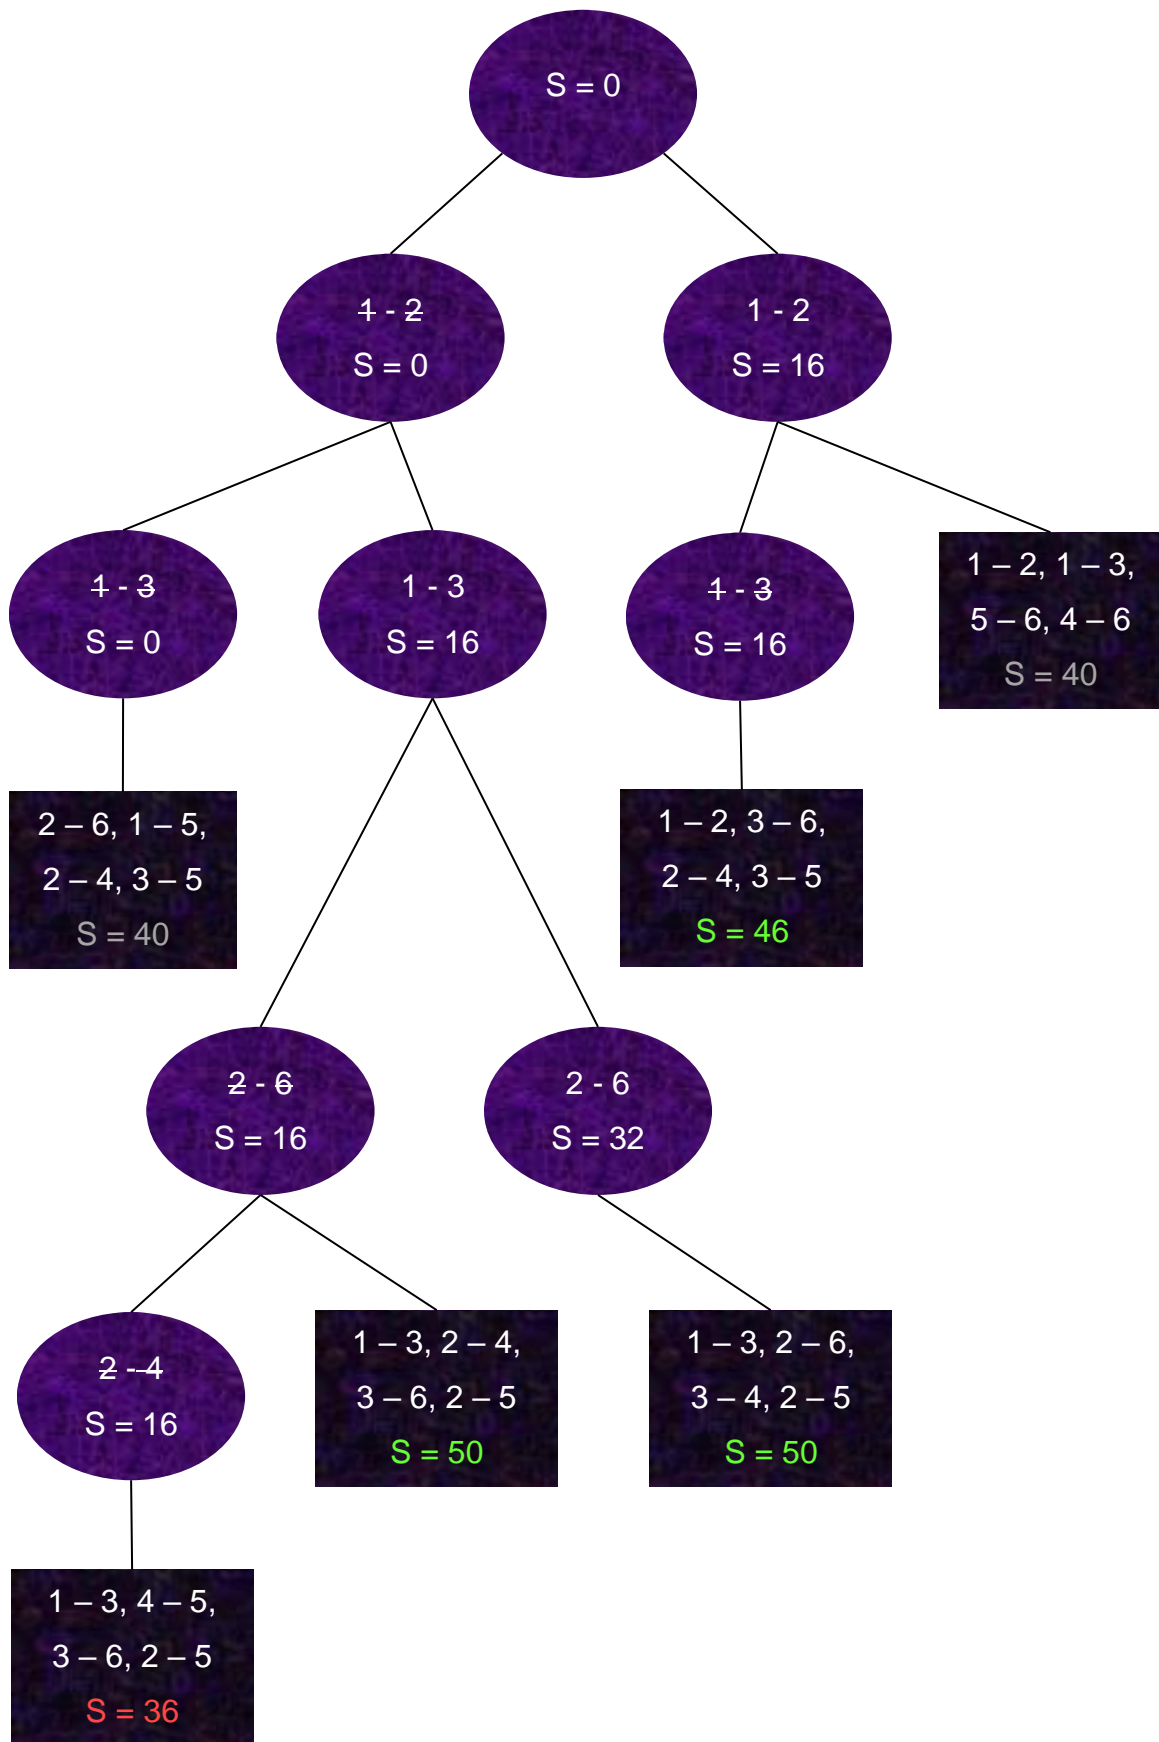 S = 0
1 - 2
S = 0
1 - 2
S = 16
1 - 3
S = 0
1 - 3
S = 16
1 - 3
S = 16
1 – 2, 1 – 3,
5 – 6, 4 – 6
S = 40
2 – 6, 1 – 5,
2 – 4, 3 – 5
S = 40
1 – 2, 3 – 6,
2 – 4, 3 – 5
S = 46
2 - 6
S = 16
2 - 6
S = 32
2 - 4
S = 16
1 – 3, 2 – 4,
3 – 6, 2 – 5
S = 50
1 – 3, 2 – 6,
3 – 4, 2 – 5
S = 50
1 – 3, 4 – 5,
3 – 6, 2 – 5
S = 36